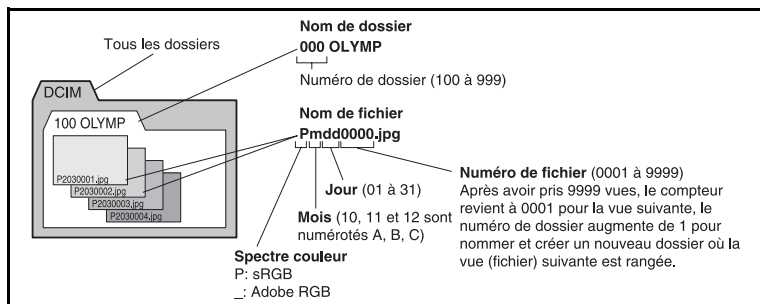 Nom de dossier
000 OLYMP
Numéro de dossier (100 à 999)
Tous les dossiers
DCIM
100 OLYMP
P2030001.jpg
P2030002.jpg
P2030003.jpg
P2030004.jpg
Nom de fichier
Pmdd0000.jpg
Jour (01 à 31)
Mois (10, 11 et 12 sont
numérotés A, B, C)
Spectre couleur
P: sRGB
_: Adobe RGB
Numéro de fichier (0001 à 9999)
Après avoir pris 9999 vues, le compteur
revient à 0001 pour la vue suivante, le
numéro de dossier augmente de 1 pour
nommer et créer un nouveau dossier où la
vue (fichier) suivante est rangée.